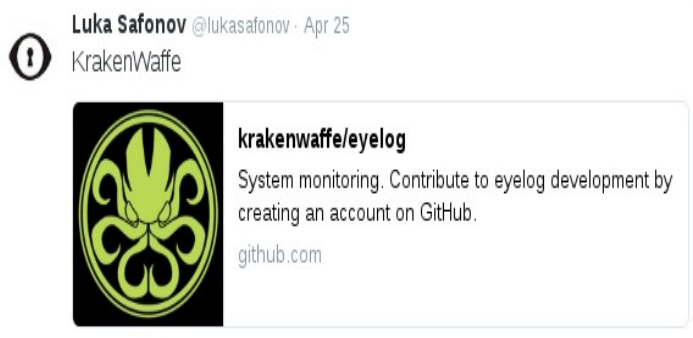 Luka Safonov @lukasafonov · Apr 25
KrakenWaffe
krakenwaffe/eyelog
System monitoring. Contribute to eyelog development by
creating an account on GitHub.
github.com